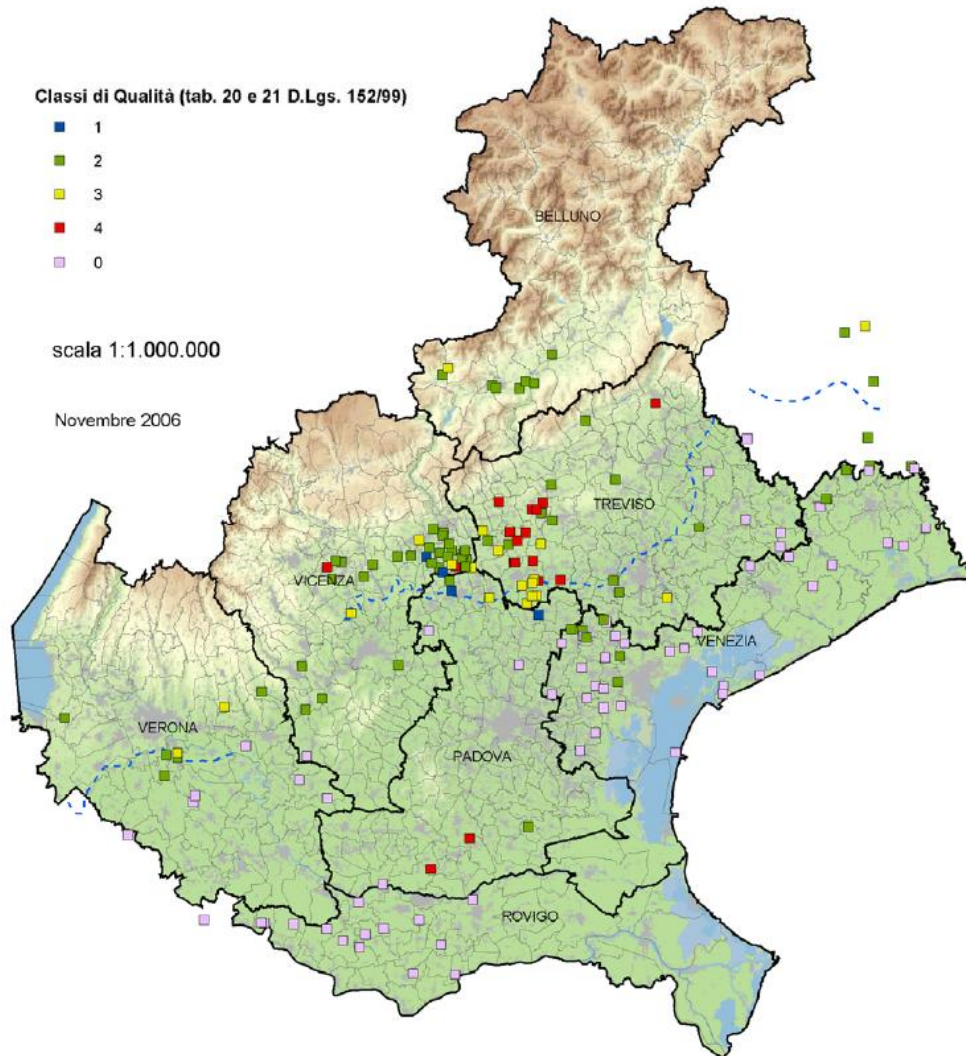 Classi di Qualità (tab. 20 e 21 D.Lgs. 152/99)
1
2
3
4
0
scala 1:1.000.000
Novembre 2006
BELLUNO
TREVISO
VICENZA
VENEZIA
VERONA
PADOVA
ROVIGO